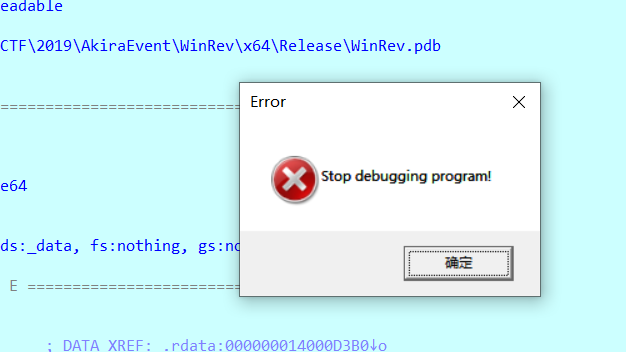 eadable
CTF\2019\AkiraEvent\WinRev\x64\Release\WinRev.pdb
===========================
Error
Stop debugging program!
e64
ds:_data, fs:nothing, gs:no
确定
E =========================
; DATA XREF: .rdata:000000014000D3B0↓o